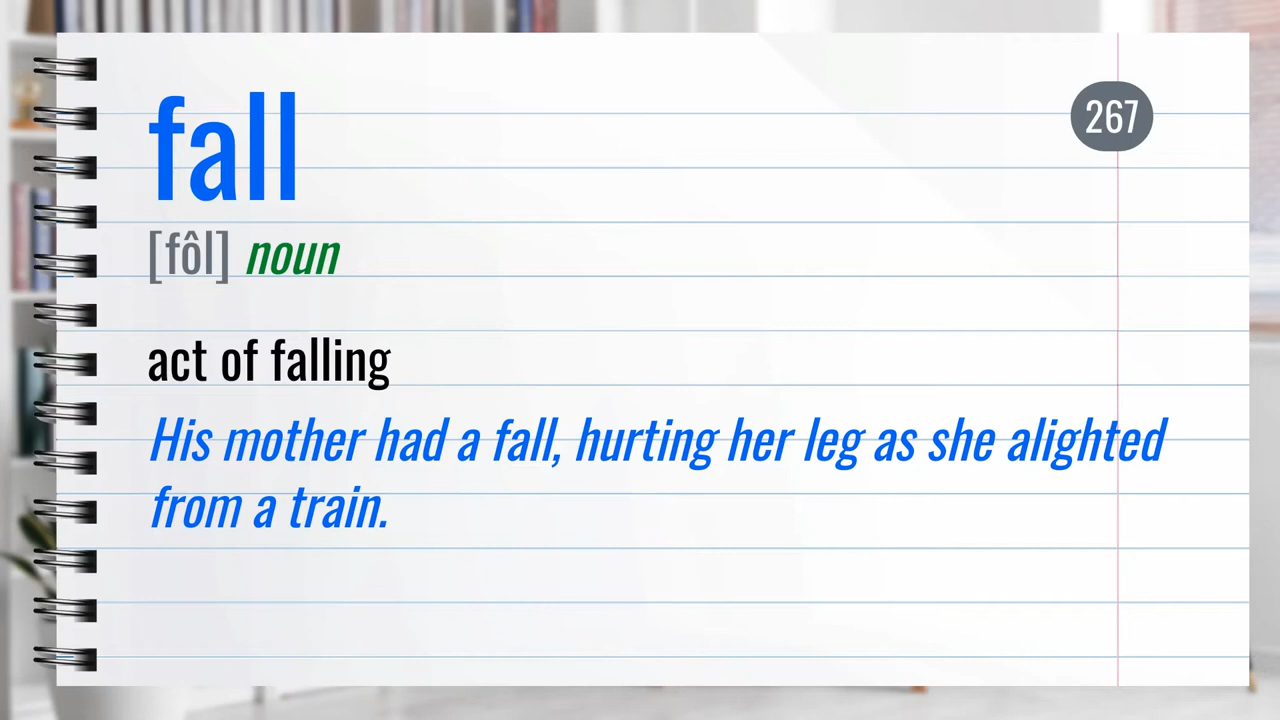 fall
267
[fôl] noun
act of falling
His mother had a fall, hurting her leg as she alighted
from a train.